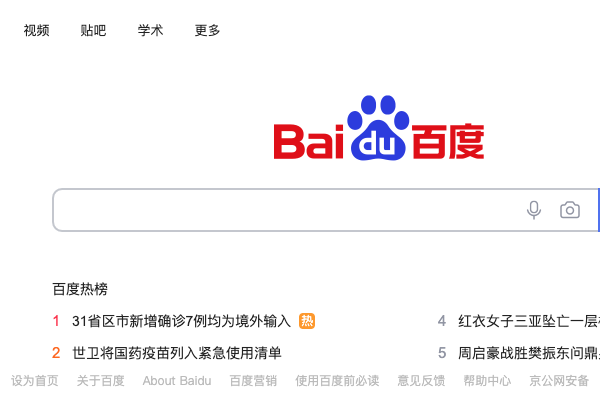 视频 贴吧 学术 更多
Baidu百度
百度热榜
1 31省区市新增确诊7例均为境外输入 热
4 红衣女子三亚坠亡一层
2 世卫将国药疫苗列入紧急使用清单
5 周启豪战胜樊振东问鼎
设为首页 关于百度 About Baidu 百度营销 使用百度前必读 意见反馈 帮助中心 京公网安备